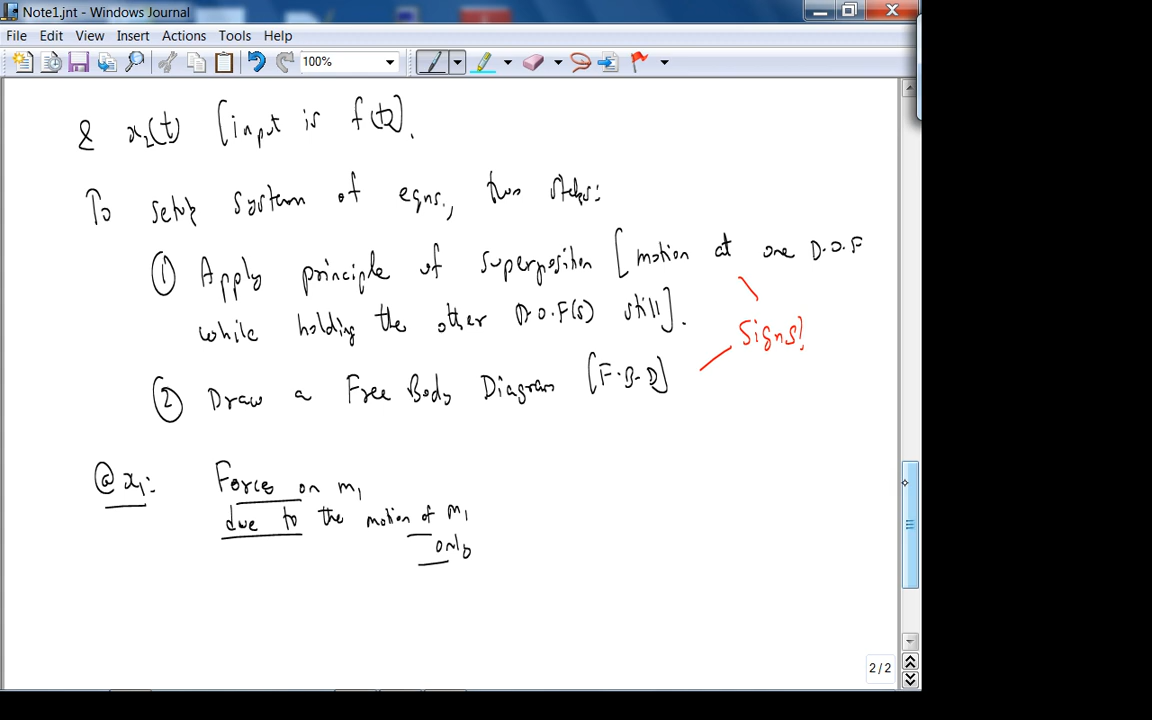 Note1.jnt - Windows Journal
File Edit View Insert Actions Tools Help
100%
& x₂(t) [input is f(t)].
To setup system of eqns., two steps:
① Apply principle of superposition [motion at one D.O.F
while holding the other D.O.F(s) still].
Signs!
② Draw a Free Body Diagram [F.B.D]
@ x₁: Forces on m₁
due to the motion of m₁
only
2/2